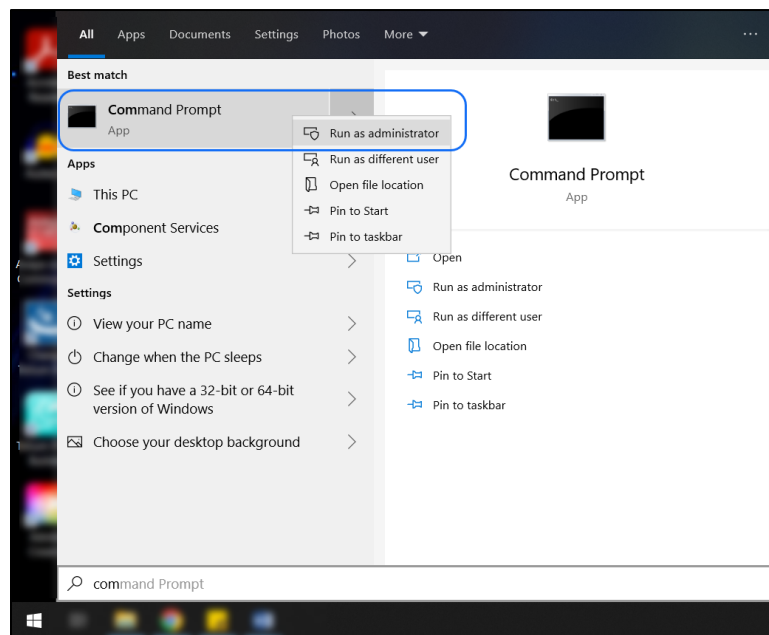 All Apps Documents Settings Photos More ...
Best match
Command Prompt
App
Run as administrator
Run as different user
Open file location
Pin to Start
Pin to taskbar
Apps
This PC
Component Services
Settings
Settings
View your PC name
Change when the PC sleeps
See if you have a 32-bit or 64-bit
version of Windows
Choose your desktop background
Command Prompt
App
Open
Run as administrator
Run as different user
Open file location
Pin to Start
Pin to taskbar
command Prompt